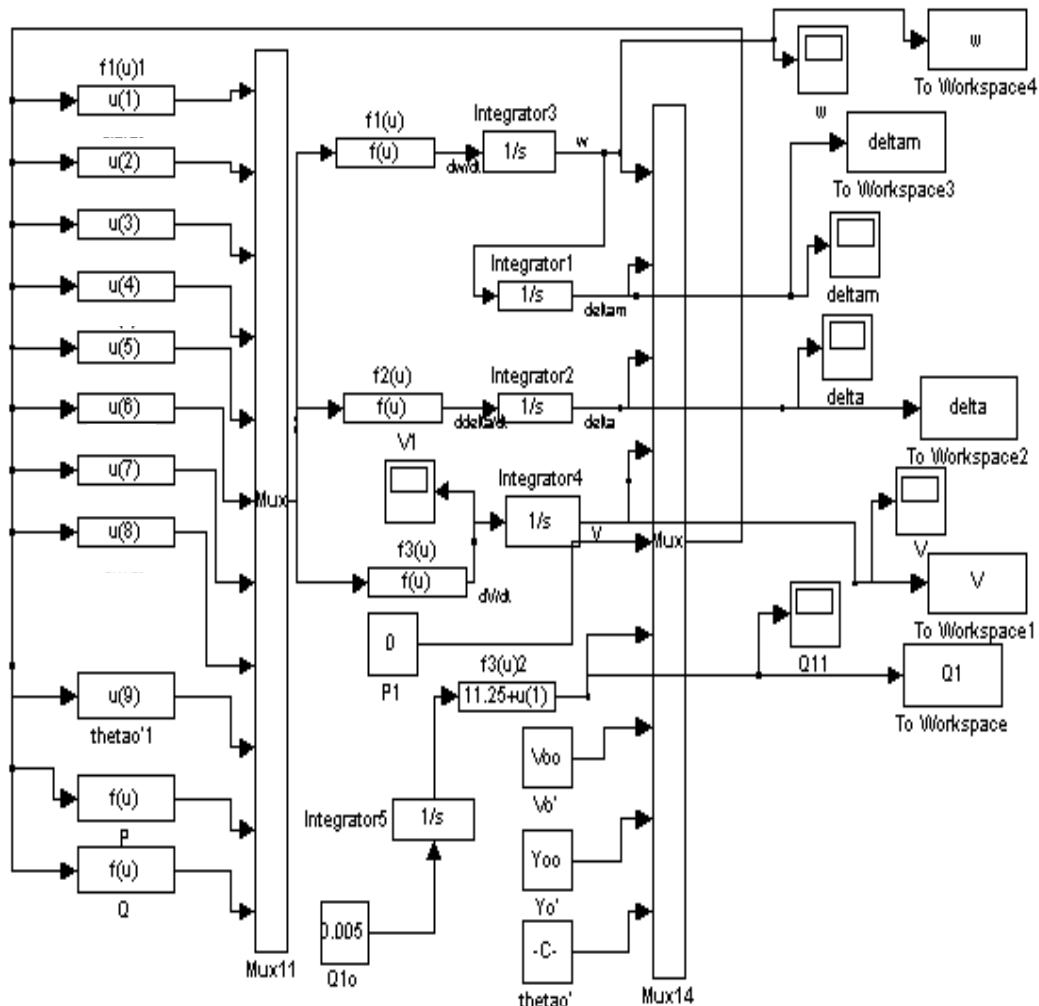 f1(u)1
u(1)
u(2)
u(3)
u(4)
u(5)
u(6)
u(7)
u(8)
u(9)
thetao'1
f(u)
P
f(u)
Q
Mux
Mux11
f1(u)
f(u)
dw/dt
Integrator3
1/s
w
Integrator1
1/s
deltam
f2(u)
f(u)
ddelta/dt
Integrator2
1/s
delta
V1
f3(u)
f(u)
dV/dt
Integrator4
1/s
V
0
P1
f3(u)2
11.25+u(1)
Integrator5
1/s
0.005
Q1o
Voo
Vo'
Yoo
Yo'
-C-
thetao'
Mux
Mux14
w
w
To Workspace4
deltam
To Workspace3
deltam
delta
delta
To Workspace2
V
V
To Workspace1
Q11
Q1
To Workspace